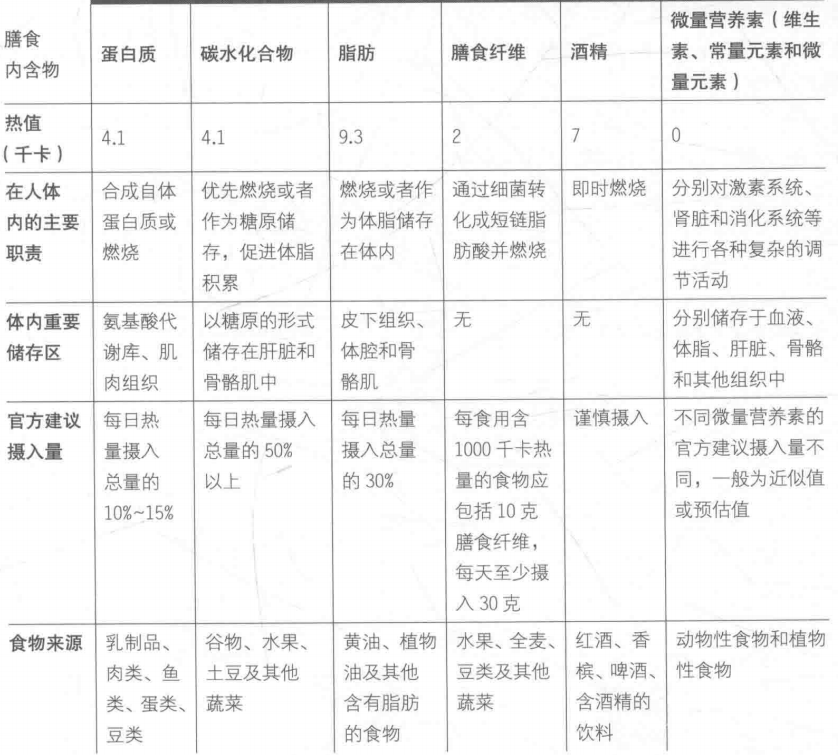 膳食
内含物
蛋白质
碳水化合物
脂肪
膳食纤维
酒精
微量营养素（维生
素、常量元素和微
量元素）
热值
（千卡）
4.1
4.1
9.3
2
7
0
在人体
内的主要
职责
合成自体
蛋白质或
燃烧
优先燃烧或者
作为糖原储
存，促进体脂
积累
燃烧或者作
为体脂储存
在体内
通过细菌转
化成短链脂
肪酸并燃烧
即时燃烧
分别对激素系统、
肾脏和消化系统等
进行各种复杂的调
节活动
体内重要
储存区
氨基酸代
谢库、肌
肉组织
以糖原的形式
储存在肝脏和
骨骼肌中
皮下组织、
体腔和骨
骼肌
无
无
分别储存于血液、
体脂、肝脏、骨骼
和其他组织中
官方建议
摄入量
每日热
量摄入
总量的
10%~15%
每日热量摄入
总量的 50%
以上
每日热量
摄入总量
的 30%
每食用含
1000 千卡热
量的食物应
包括 10 克
膳食纤维，
每天至少摄
入 30 克
谨慎摄入
不同微量营养素的
官方建议摄入量不
同，一般为近似值
或预估值
食物来源
乳制品、
肉类、鱼
类、蛋类、
豆类
谷物、水果、
土豆及其他
蔬菜
黄油、植物
油及其他
含有脂肪
的食物
水果、全麦、
豆类及其他
蔬菜
红酒、香
槟、啤酒、
含酒精的
饮料
动物性食物和植物
性食物